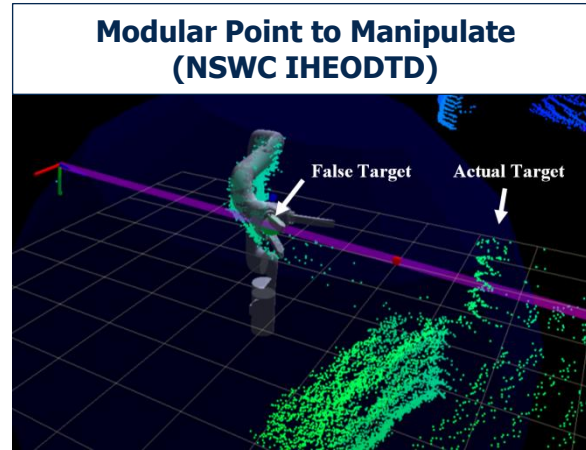 Modular Point to Manipulate
(NSWC IHEODTD)
False Target
Actual Target